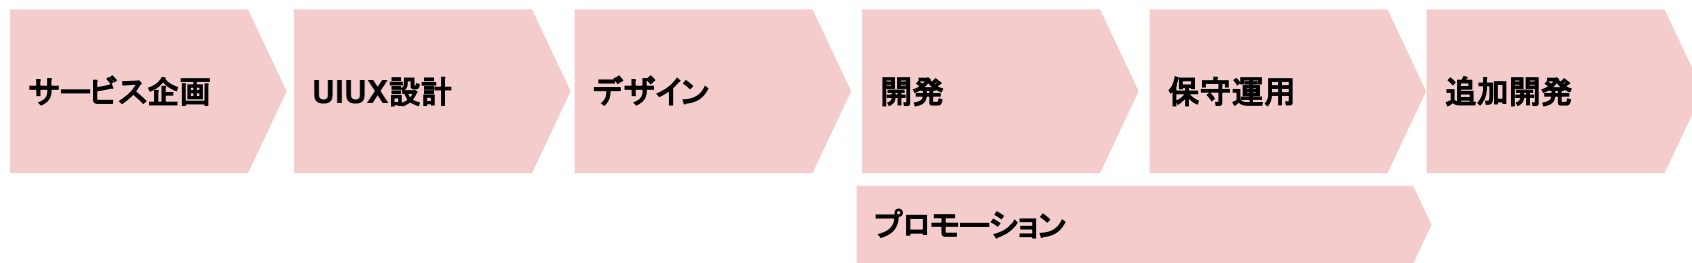 サービス企画
UIUX設計
デザイン
開発
保守運用
追加開発
プロモーション